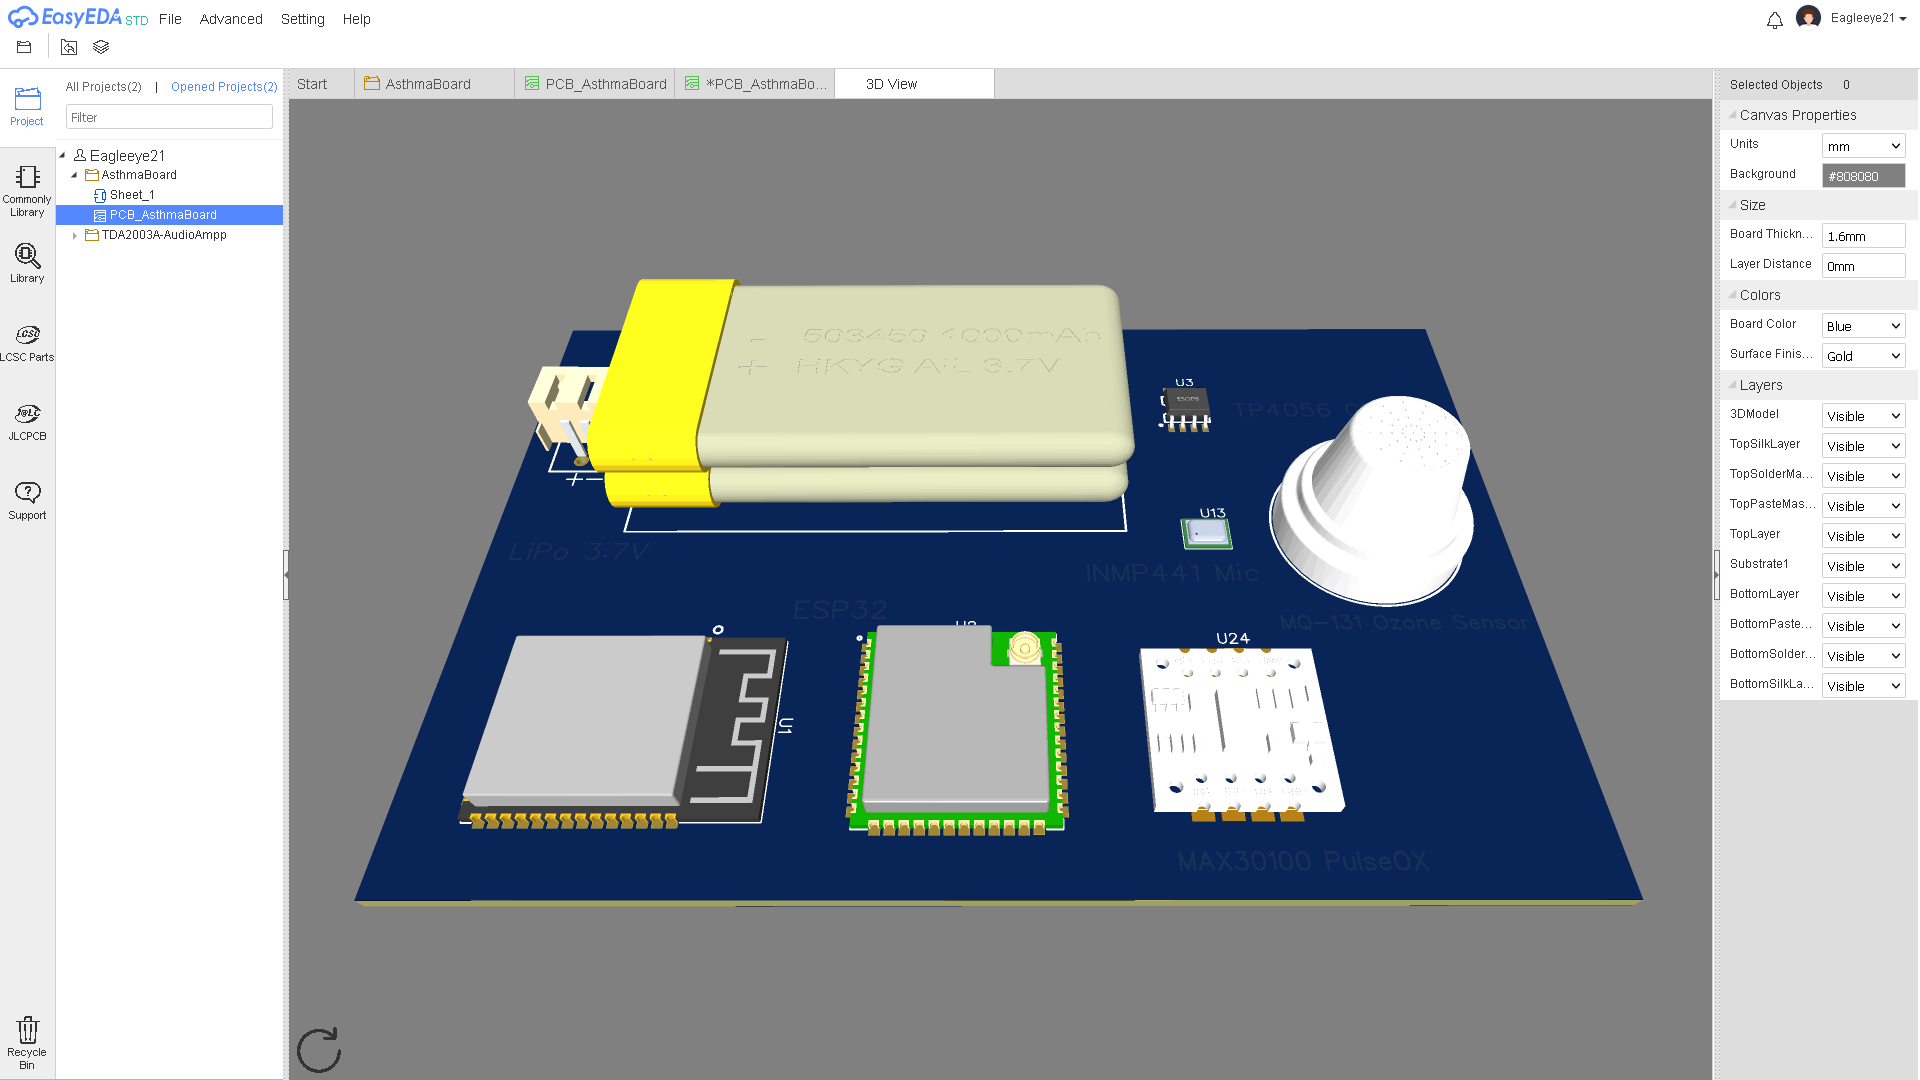 EasyEDA STD File Advanced Setting Help
Eagleeye21
All Projects(2) | Opened Projects(2)
Filter
Eagleeye21
AsthmaBoard
Sheet_1
PCB_AsthmaBoard
TDA2003A-AudioAmpp
Project
Commonly
Library
Library
LCSC
LCSC Parts
J@LC
JLCPCB
Support
Recycle
Bin
Start
AsthmaBoard
PCB_AsthmaBoard
*PCB_AsthmaBo...
3D View
- 503450 1000mAh
+ HKYG AiL 3.7V
+-
U3
ESOP8
TP4056
U13
INMP441 Mic
LiPo 3.7V
ESP32
MQ-131 Ozone Sensor
U1
U24
MAX30100 PulseOX
Selected Objects 0
Canvas Properties
Units mm
Background #808080
Size
Board Thickn... 1.6mm
Layer Distance 0mm
Colors
Board Color Blue
Surface Finis... Gold
Layers
3DModel Visible
TopSilkLayer Visible
TopSolderMa... Visible
TopPasteMas... Visible
TopLayer Visible
Substrate1 Visible
BottomLayer Visible
BottomPaste... Visible
BottomSolder... Visible
BottomSilkLa... Visible